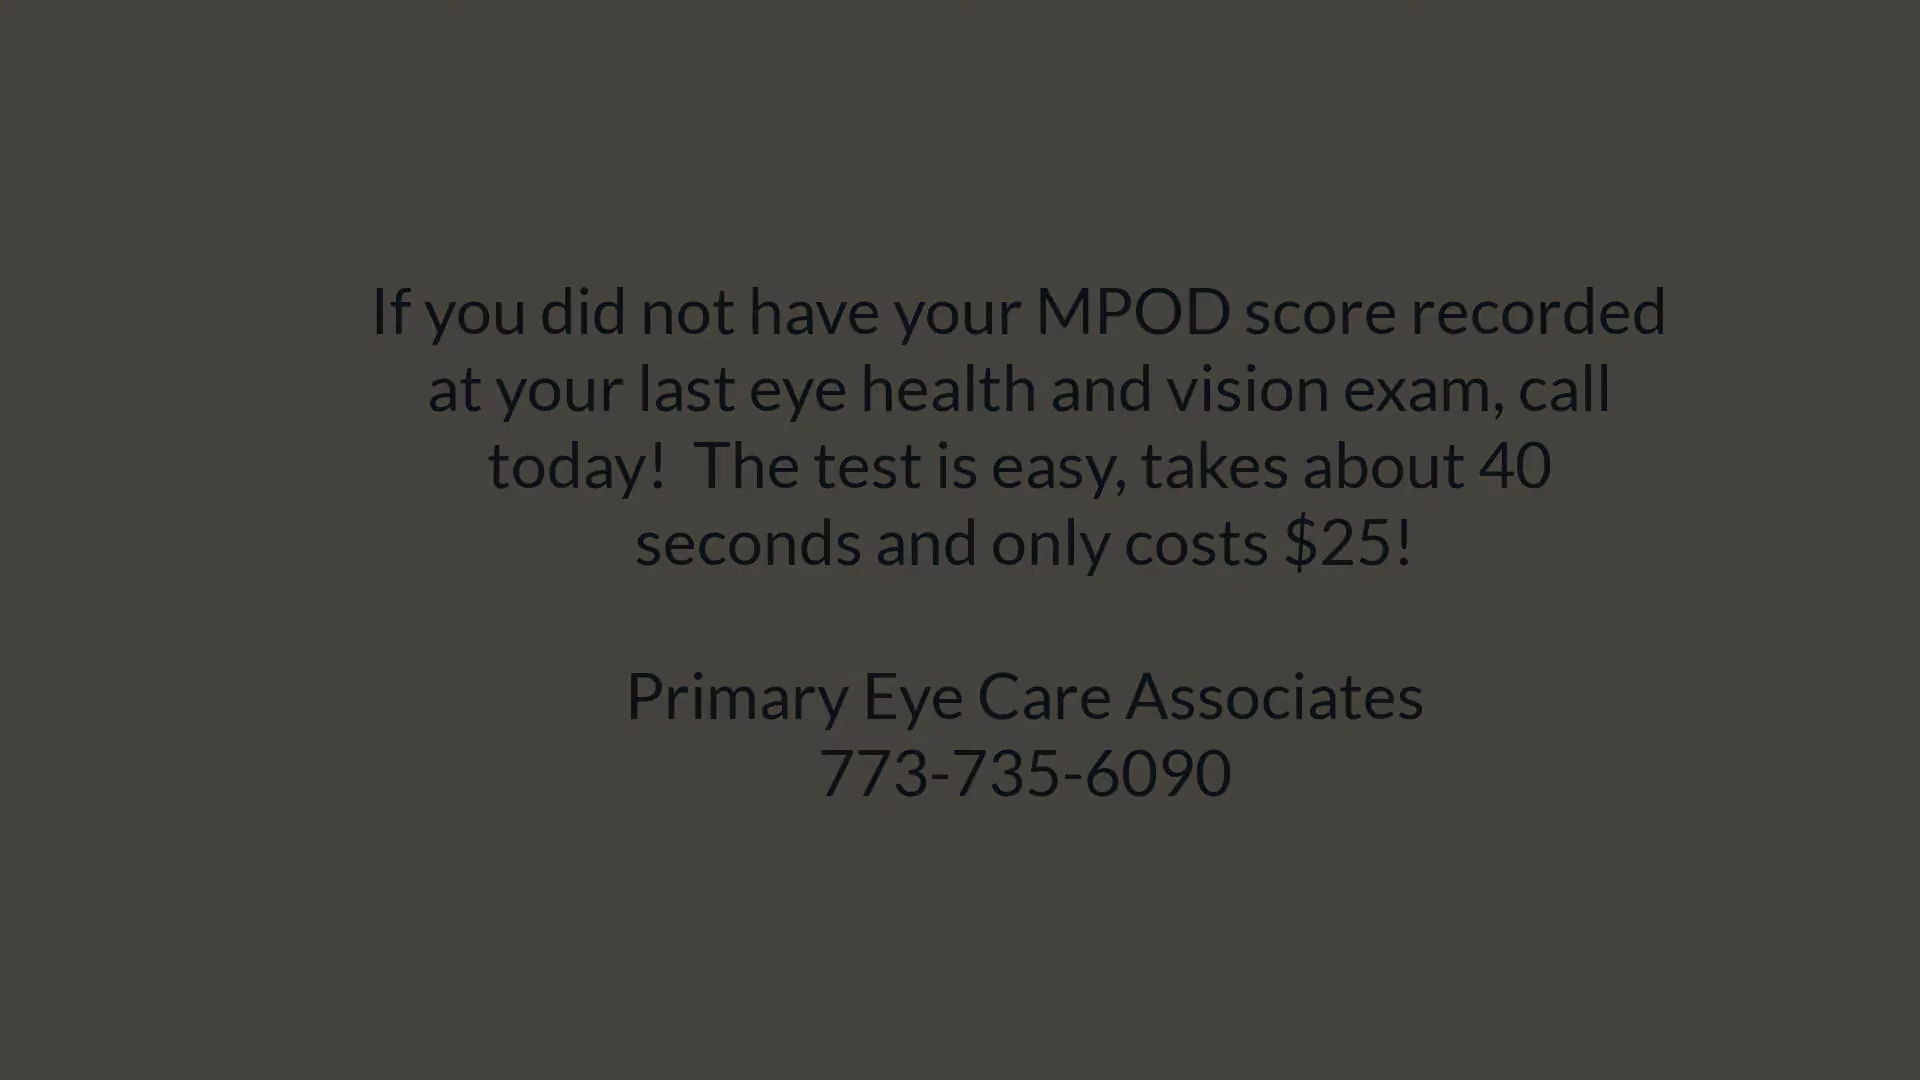 If you did not have your MPOD score recorded
at your last eye health and vision exam, call
today!  The test is easy, takes about 40
seconds and only costs $25!
Primary Eye Care Associates
773-735-6090